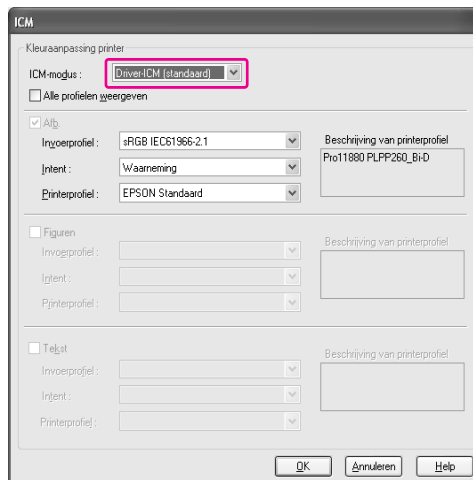 ICM
Kleuraanpassing printer
ICM-modus : Driver-ICM (standaard)
Alle profielen weergeven
Afb.
Invoerprofiel : sRGB IEC61966-2.1
Beschrijving van printerprofiel
Pro11880 PLPP260_Bi-D
Intent : Waarneming
Printerprofiel : EPSON Standaard
Figuren
Invoerprofiel :
Beschrijving van printerprofiel
Intent :
Printerprofiel :
Tekst
Invoerprofiel :
Beschrijving van printerprofiel
Intent :
Printerprofiel :
OK Annuleren Help